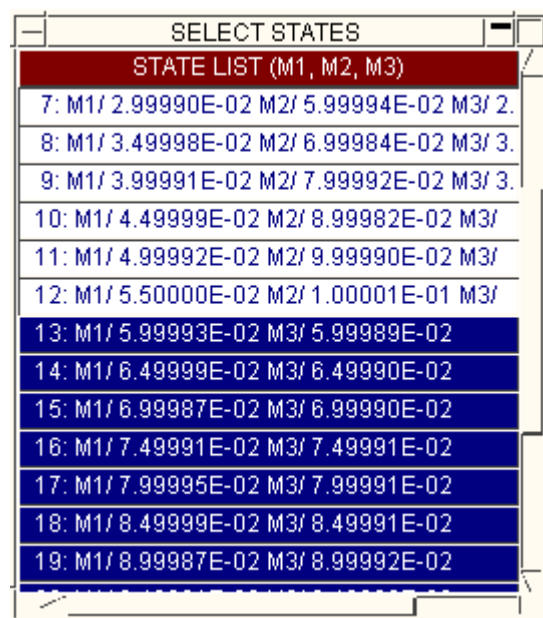 SELECT STATES
STATE LIST (M1, M2, M3)
7: M1/ 2.99990E-02 M2/ 5.99994E-02 M3/ 2.
8: M1/ 3.49998E-02 M2/ 6.99984E-02 M3/ 3.
9: M1/ 3.99991E-02 M2/ 7.99992E-02 M3/ 3.
10: M1/ 4.49999E-02 M2/ 8.99982E-02 M3/
11: M1/ 4.99992E-02 M2/ 9.99990E-02 M3/
12: M1/ 5.50000E-02 M2/ 1.00001E-01 M3/
13: M1/ 5.99993E-02 M3/ 5.99989E-02
14: M1/ 6.49999E-02 M3/ 6.49990E-02
15: M1/ 6.99987E-02 M3/ 6.99990E-02
16: M1/ 7.49991E-02 M3/ 7.49991E-02
17: M1/ 7.99995E-02 M3/ 7.99991E-02
18: M1/ 8.49999E-02 M3/ 8.49991E-02
19: M1/ 8.99987E-02 M3/ 8.99992E-02